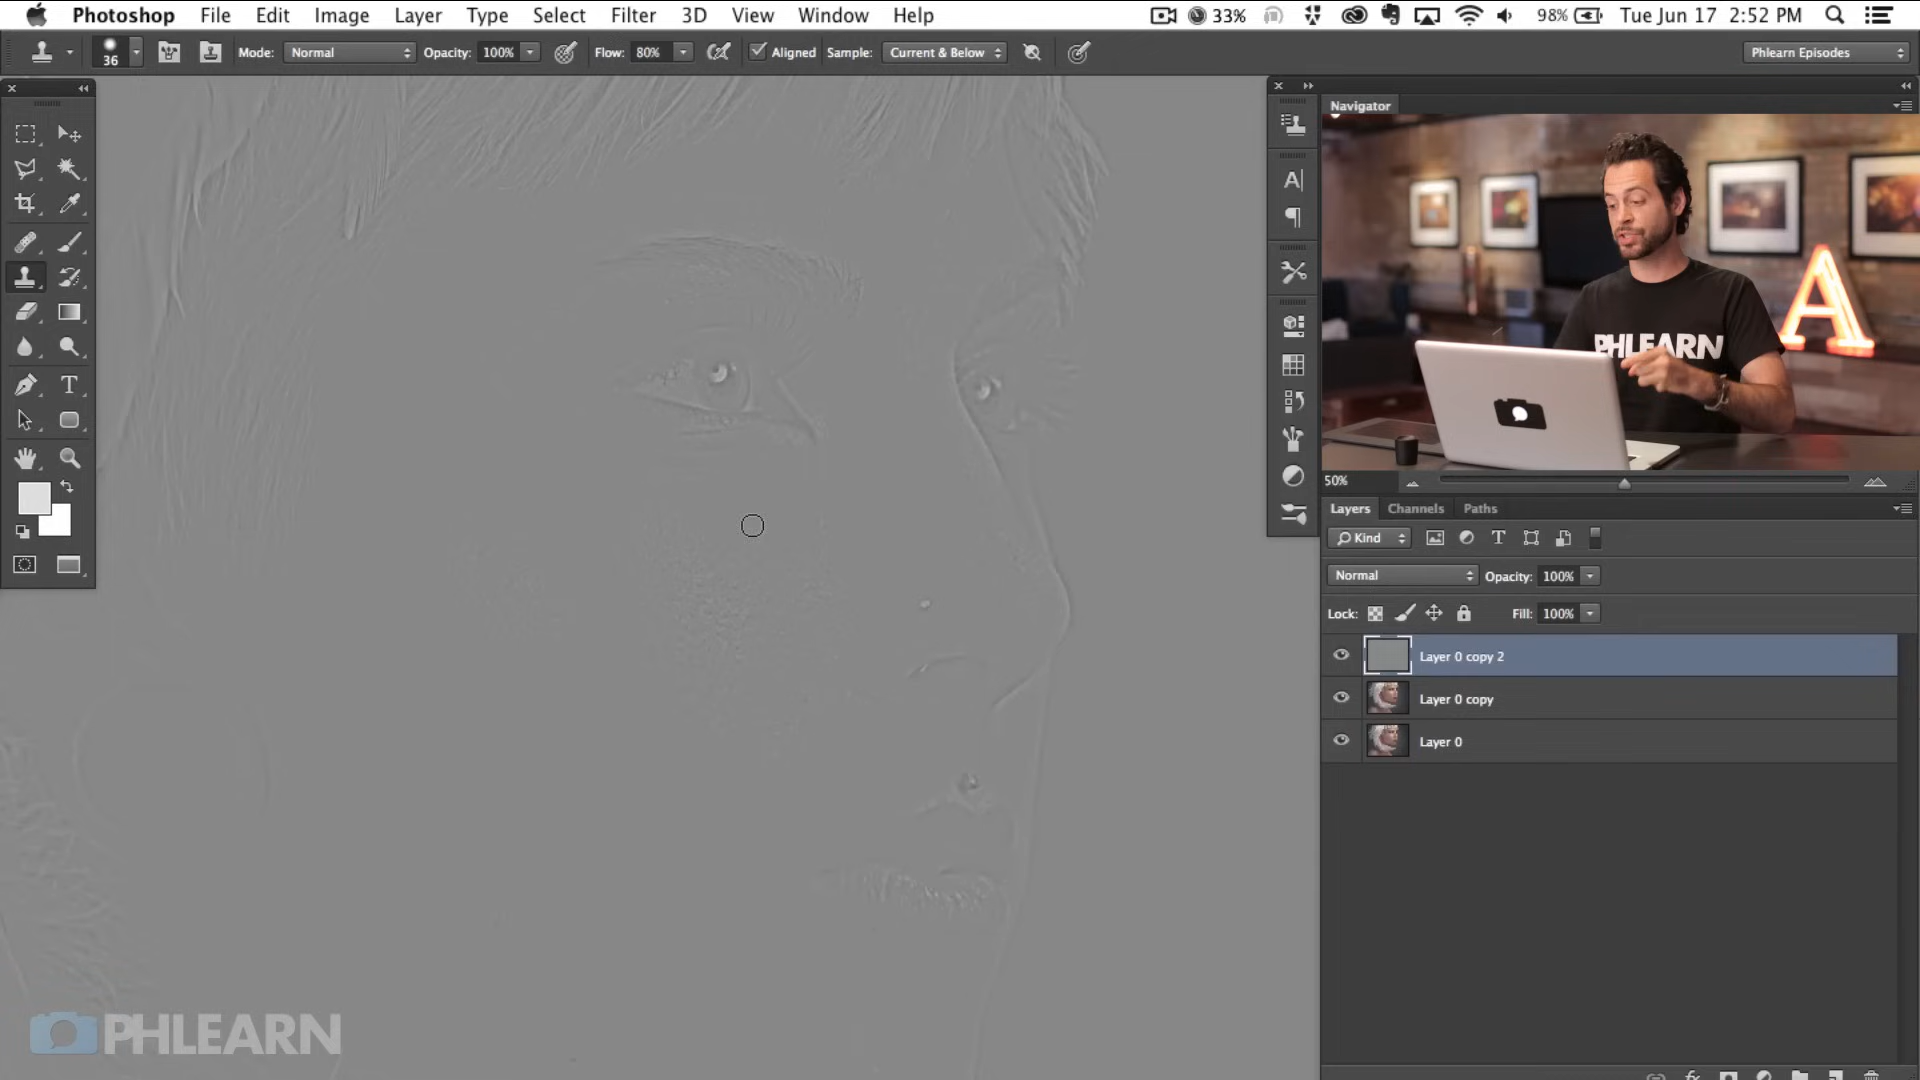 Photoshop File Edit Image Layer Type Select Filter 3D View Window Help 33% 98% Tue Jun 17 2:52 PM
36 Mode: Normal Opacity: 100% Flow: 80% Aligned Sample: Current & Below Phlearn Episodes
Navigator
PHLEARN
A
50%
Layers Channels Paths
Kind
Normal Opacity: 100%
Lock: Fill: 100%
Layer 0 copy 2
Layer 0 copy
Layer 0
PHLEARN